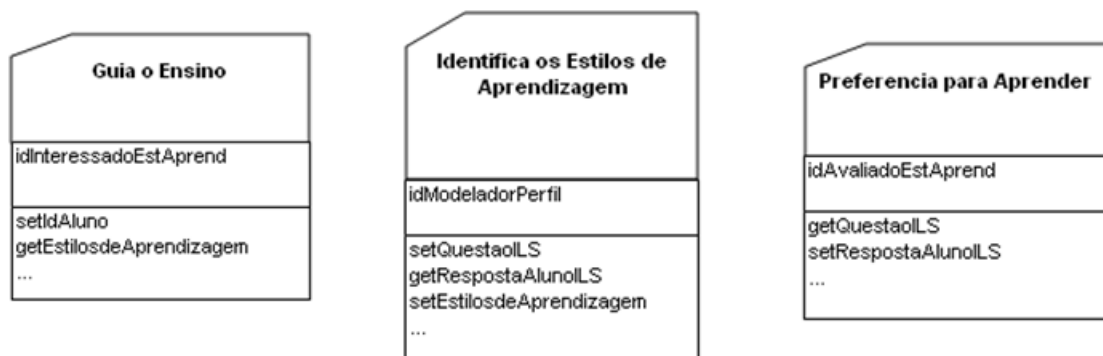 Guia o Ensino
idInteressadoEstAprend
setIdAluno
getEstilosdeAprendizagem
...
Identifica os Estilos de
Aprendizagem
idModeladorPerfil
setQuestaoILS
getRespostaAlunoILS
setEstilosdeAprendizagem
...
Preferencia para Aprender
idAvaliadoEstAprend
getQuestaoILS
setRespostaAlunoILS
...